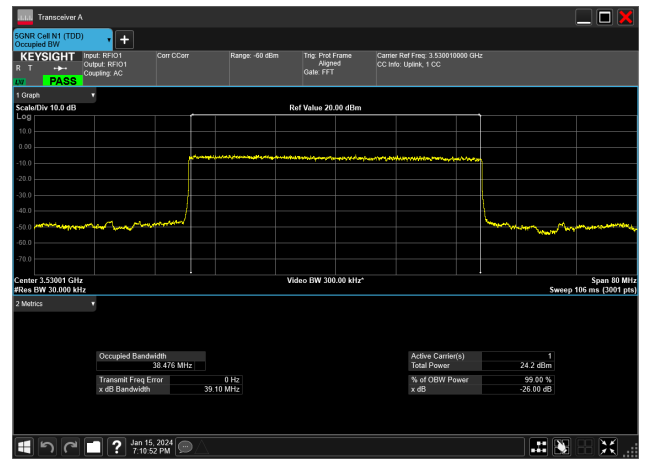 Transceiver A
5GNR Cell N1 (TDD)
Occupied BW
KEYSIGHT
R T
LXI
PASS
Input: RFIO1
Output: RFIO1
Coupling: AC
Corr CCorr
Range: -60 dBm
Trig: Prot Frame
Aligned
Gate: FFT
Carrier Ref Freq: 3.530010000 GHz
CC Info: Uplink, 1 CC
1 Graph
Scale/Div 10.0 dB
Ref Value 20.00 dBm
Log
10.0
0.00
-10.0
-20.0
-30.0
-40.0
-50.0
-60.0
-70.0
Center 3.53001 GHz
Video BW 300.00 kHz*
Span 80 MHz
#Res BW 30.000 kHz
Sweep 106 ms (3001 pts)
2 Metrics
Occupied Bandwidth
38.476 MHz
Transmit Freq Error 0 Hz
x dB Bandwidth 39.10 MHz
Active Carrier(s) 1
Total Power 24.2 dBm
% of OBW Power 99.00 %
x dB -26.00 dB
?
Jan 15, 2024
7:10:52 PM